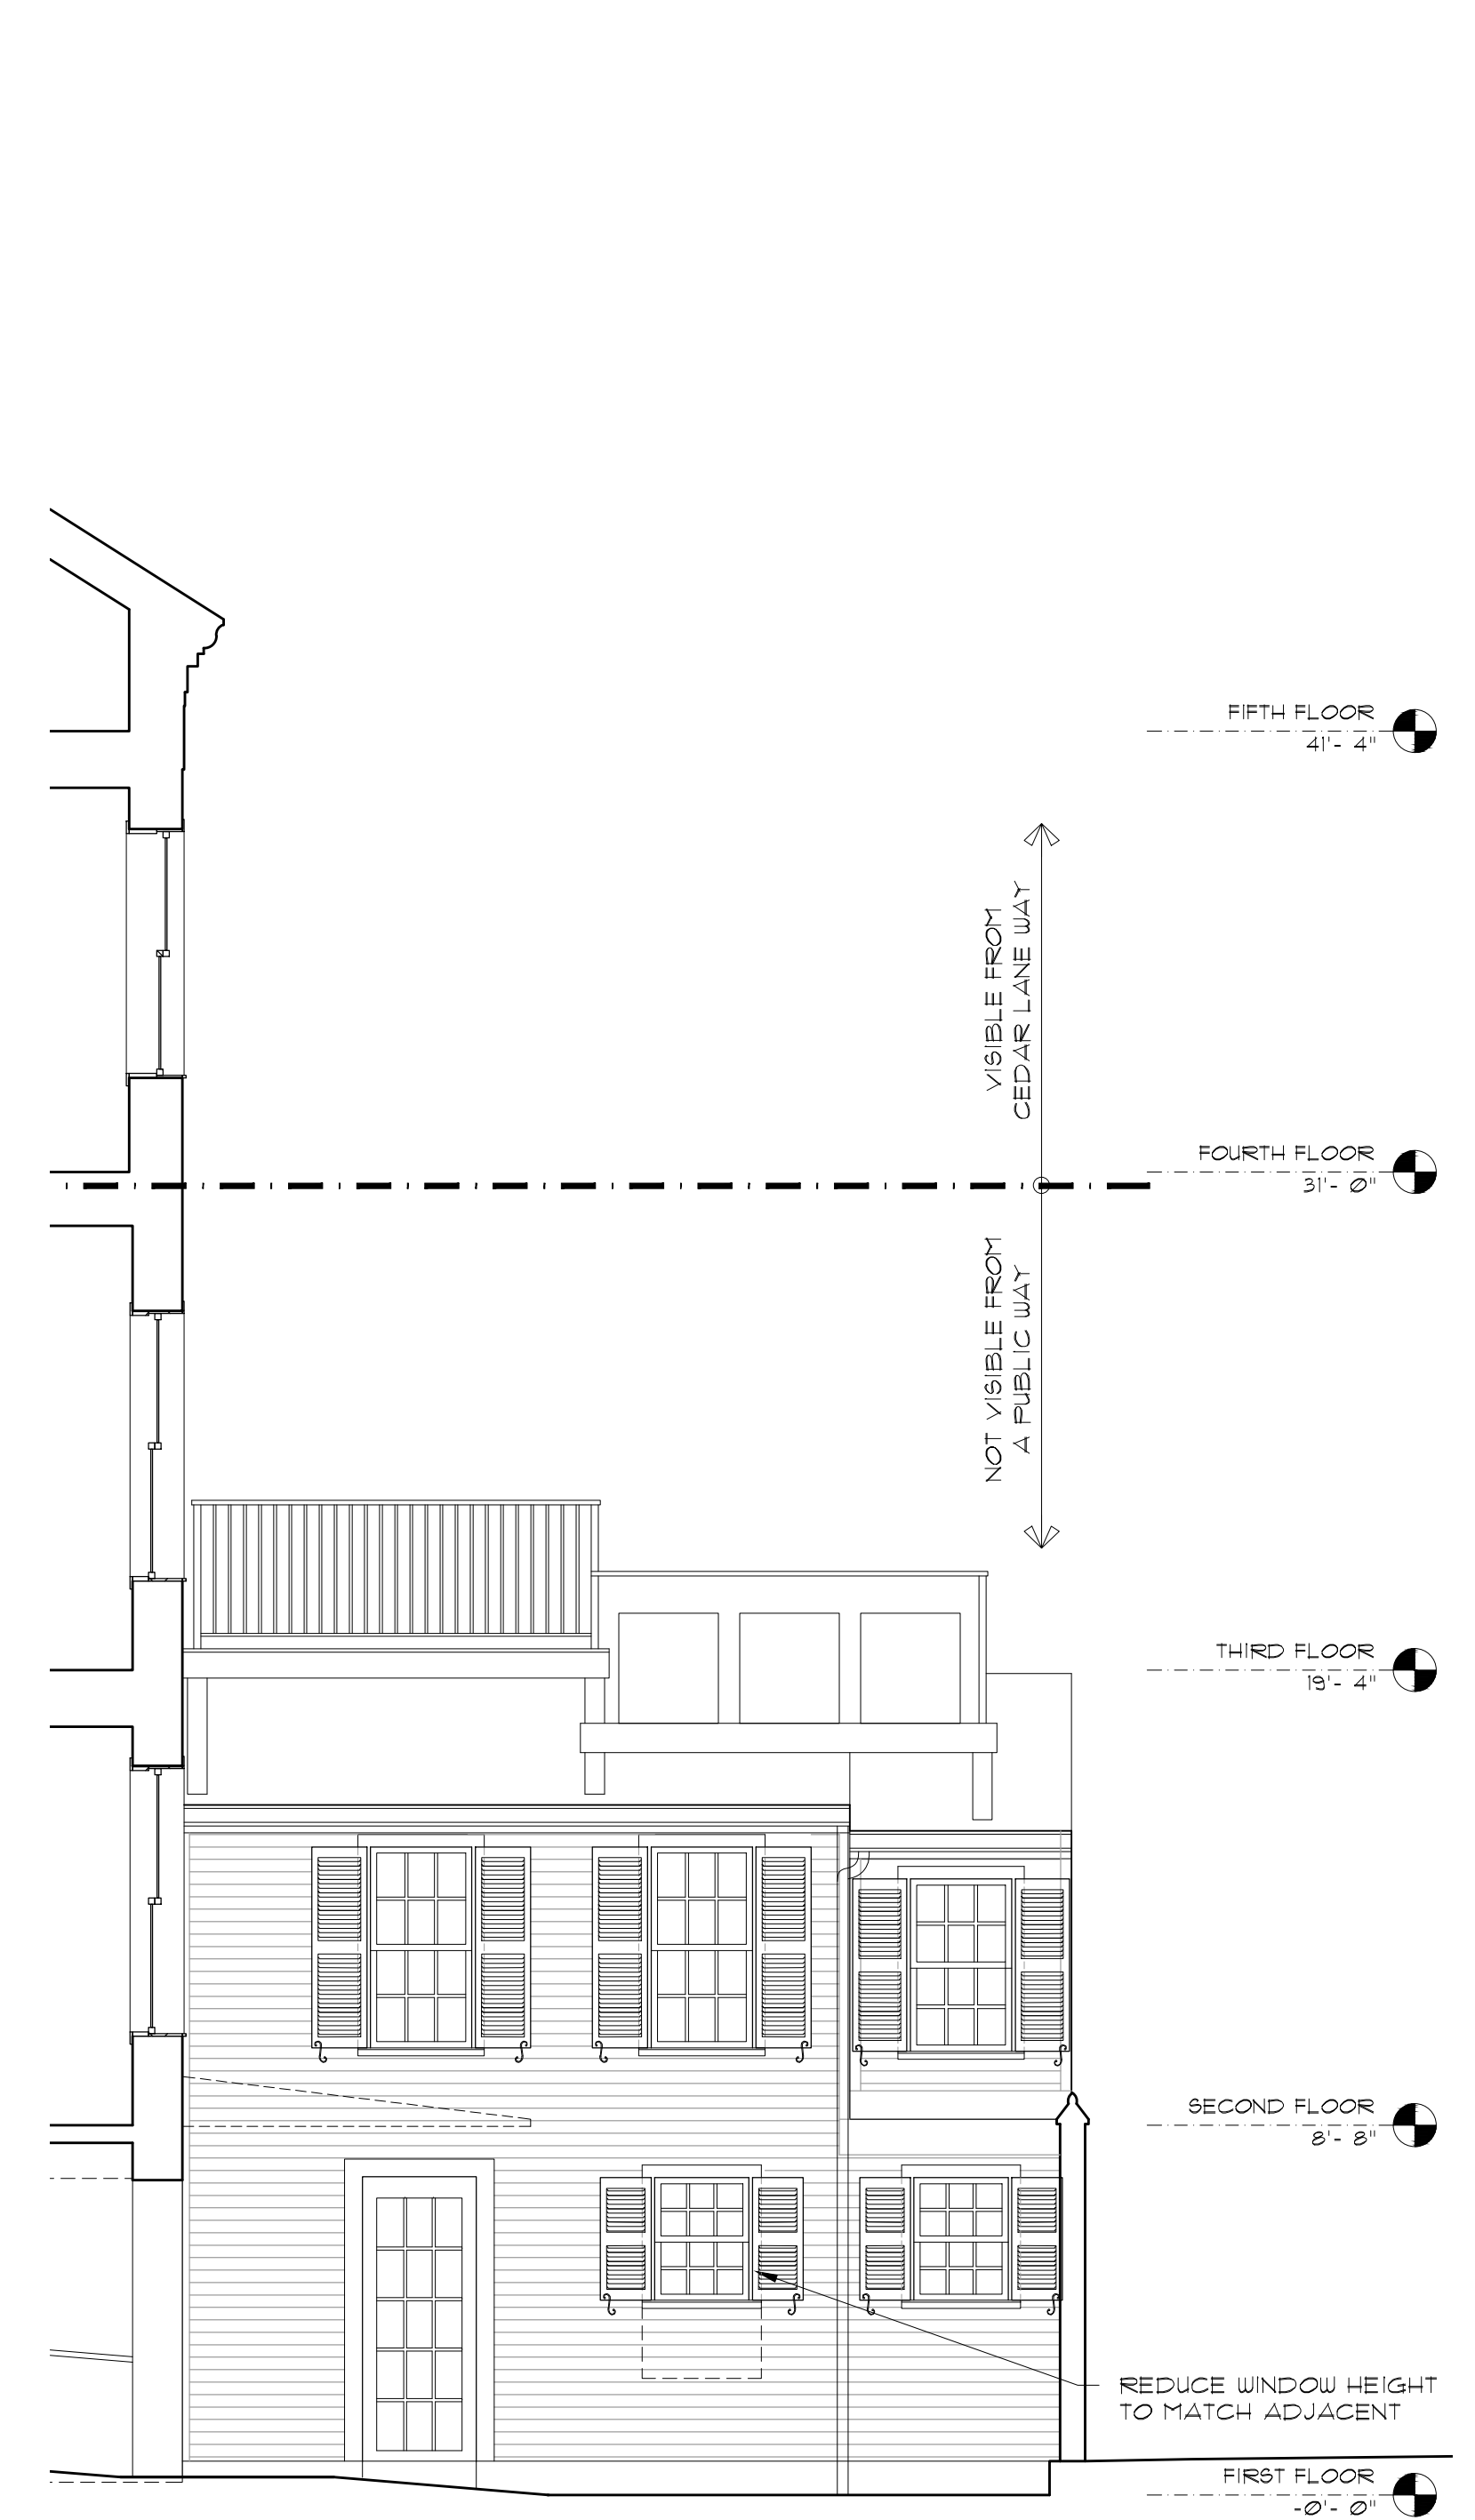 FIFTH FLOOR
41'- 4"
VISIBLE FROM
CEDAR LANE WAY
FOURTH FLOOR
31'- 0"
NOT VISIBLE FROM
A PUBLIC WAY
THIRD FLOOR
19'- 4"
SECOND FLOOR
8'- 8"
REDUCE WINDOW HEIGHT
TO MATCH ADJACENT
FIRST FLOOR
-0'- 0"